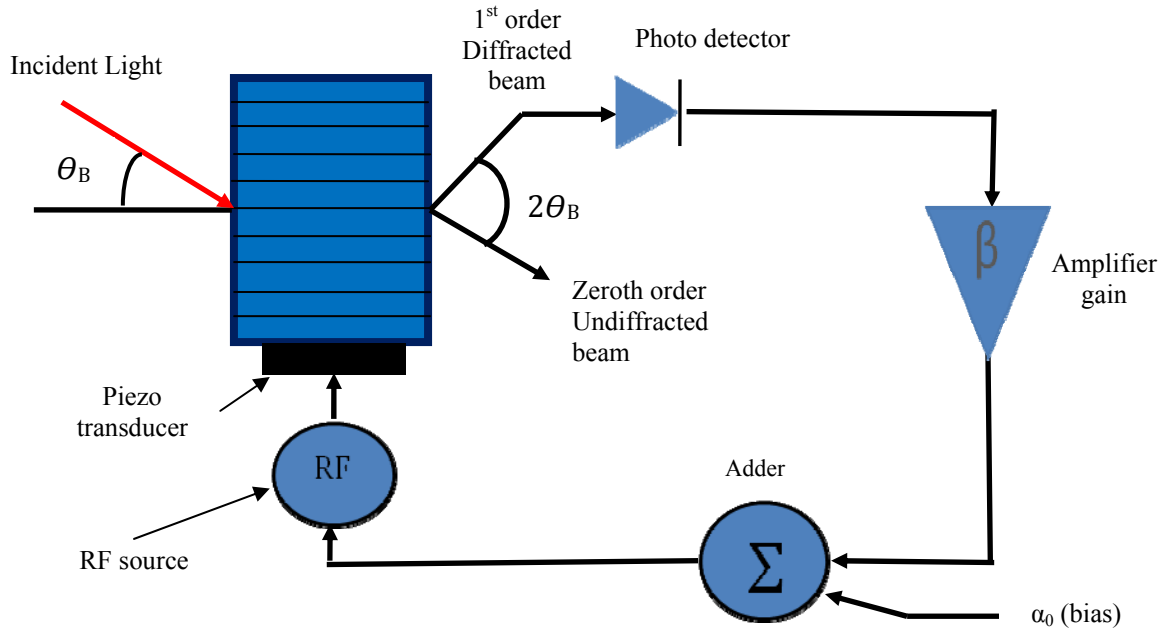 1st order
Diffracted
beam
Photo detector
Incident Light
θB
2θB
β
Amplifier
gain
Zeroth order
Undiffracted
beam
Piezo
transducer
RF
Adder
RF source
Σ
α0 (bias)